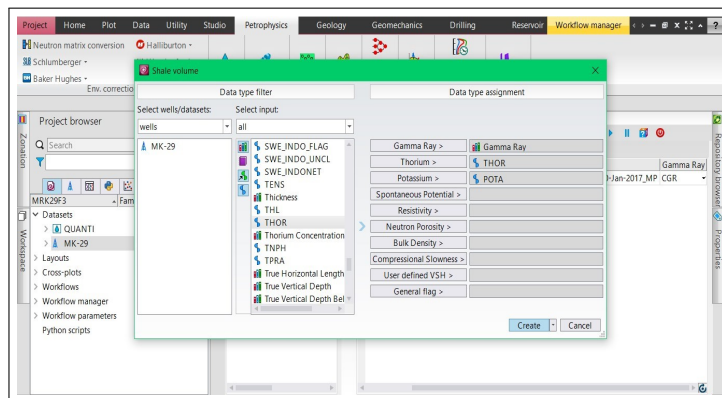 Project Home Plot Data Utility Studio Petrophysics Geology Geomechanics Drilling Reservoir Workflow manager
Neutron matrix conversion Halliburton
Schlumberger
Baker Hughes
Env. correctio
Shale volume
Data type filter Data type assignment
Select wells/datasets: Select input:
wells all
MK-29
SWE_INDO_FLAG
SWE_INDO_UNCL
SWE_INDONET
TENS
Thickness
THL
THOR
Thorium Concentration
TNPH
TPRA
True Horizontal Length
True Vertical Depth
True Vertical Depth Bel
Gamma Ray > Gamma Ray
Thorium > THOR
Potassium > POTA
Spontaneous Potential >
Resistivity >
Neutron Porosity >
Bulk Density >
Compressional Slowness >
User defined VSH >
General flag >
Create Cancel
Zonation
Workspace
Project browser
Search
MRK29F3 Fam
Datasets
QUANTI
MK-29
Layouts
Cross-plots
Workflows
Workflow manager
Workflow parameters
Python scripts
Gamma Ray
-Jan-2017_MP CGR
Repository browser
Properties